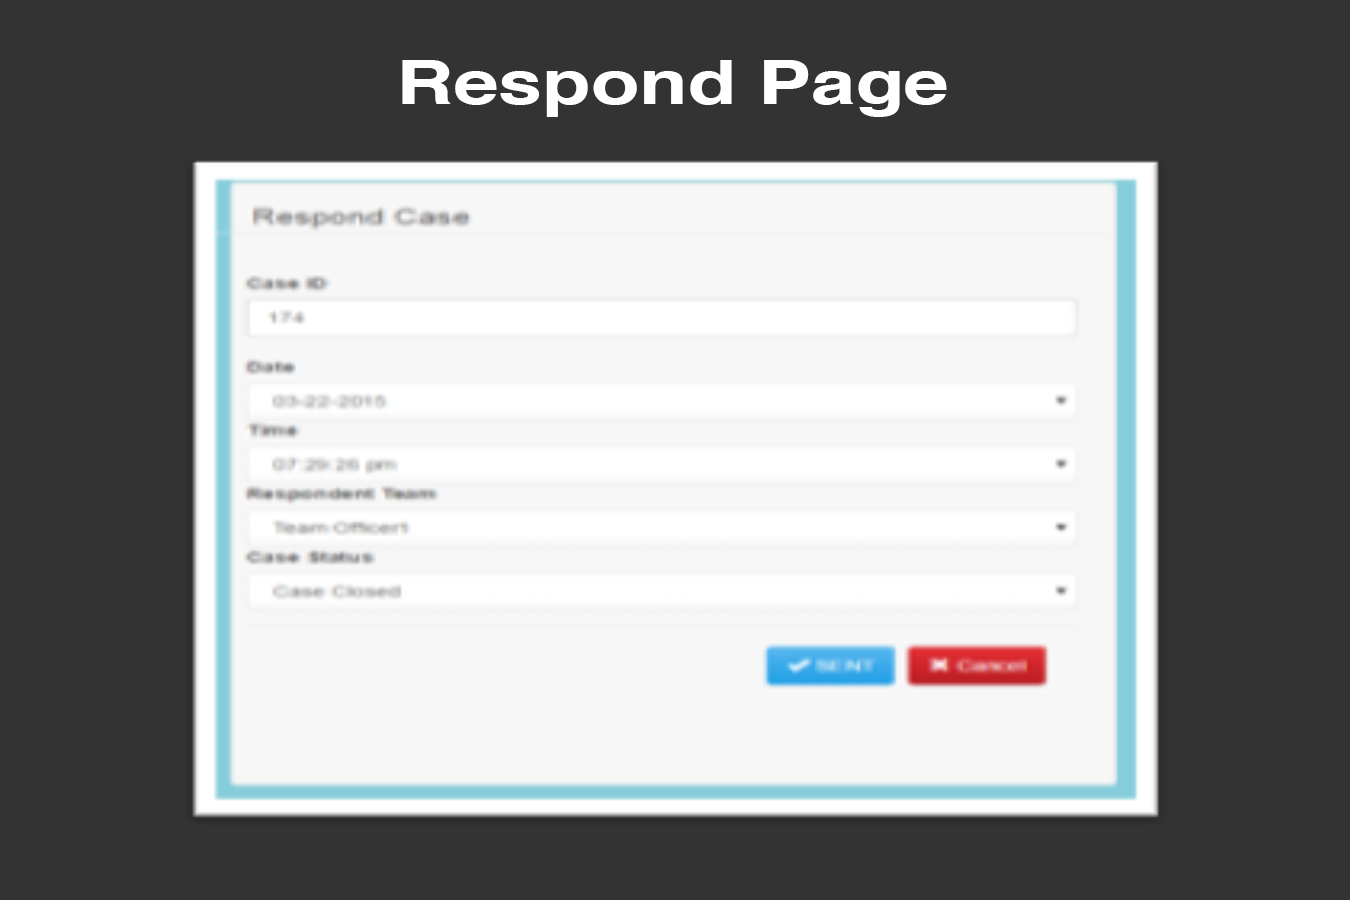 Respond Page
Respond Case
Case ID
174
Date
03-22-2015
Time
07:29:26 pm
Respondent Team
Team Officer1
Case Status
Case Closed
SENT Cancel